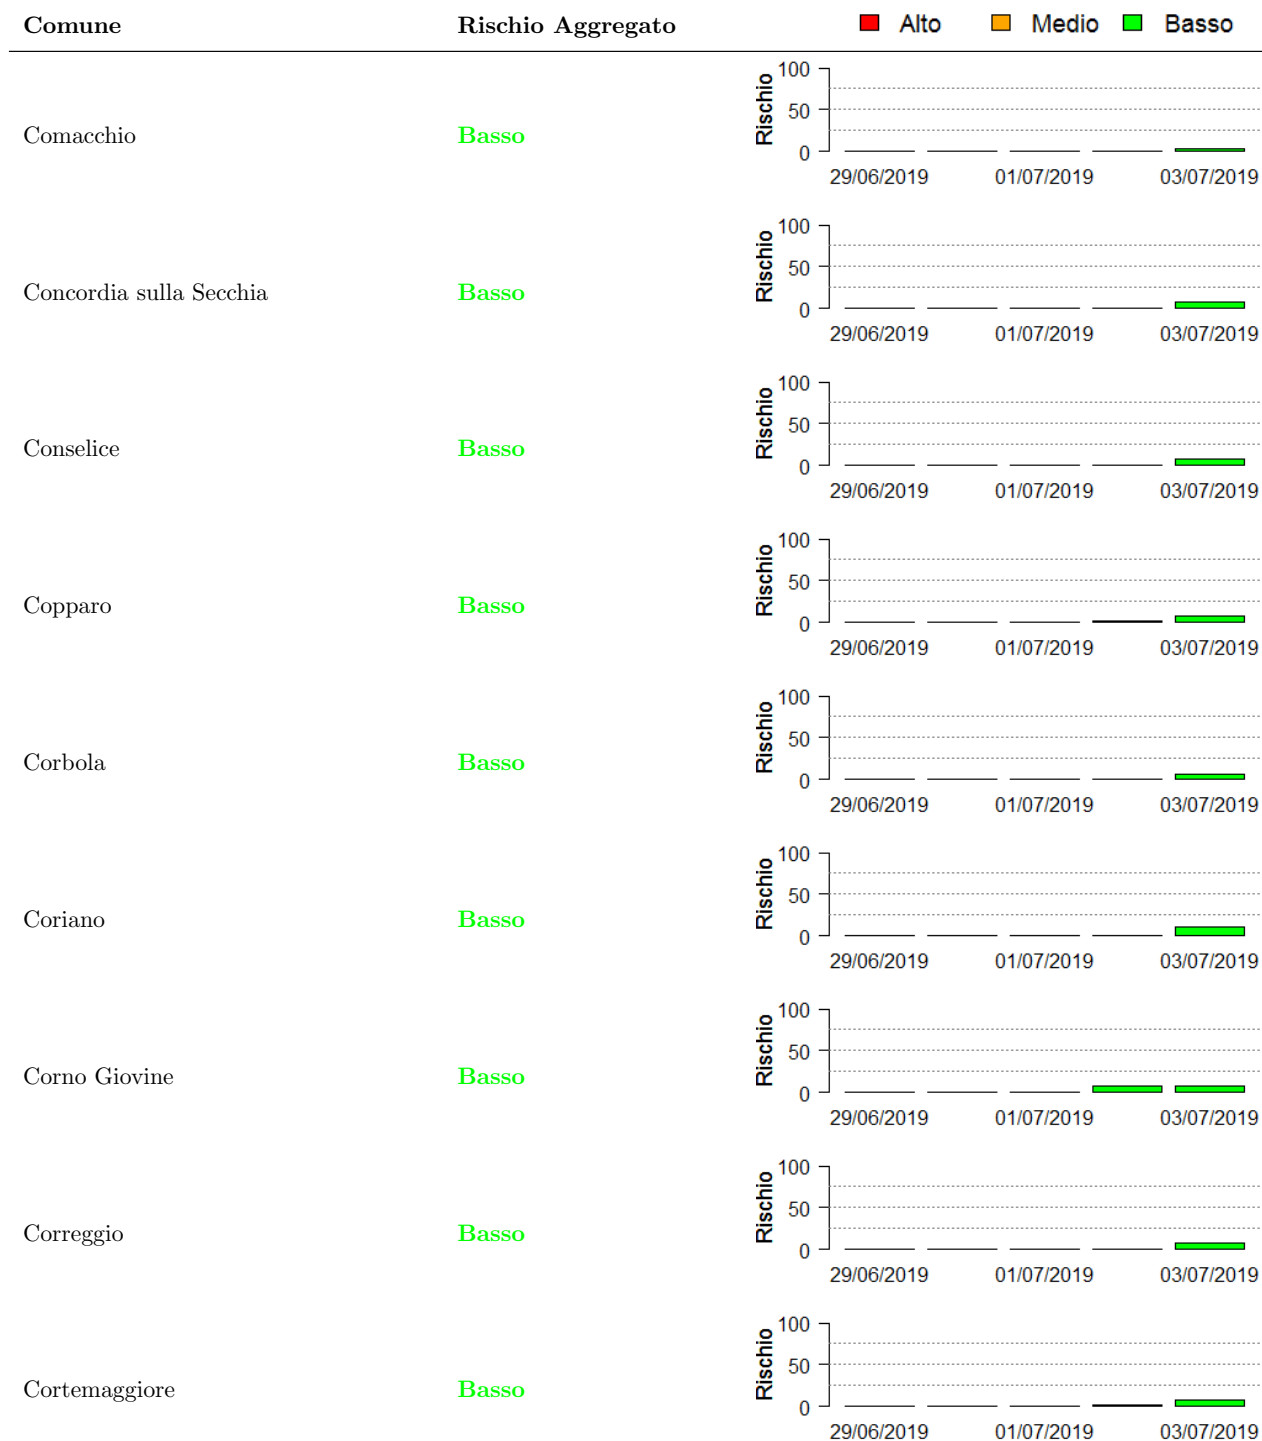 Comune Rischio Aggregato Alto Medio Basso
100
50
0
Rischio
Comacchio Basso
29/06/2019 01/07/2019 03/07/2019
100
50
0
Rischio
Concordia sulla Secchia Basso
29/06/2019 01/07/2019 03/07/2019
100
50
0
Rischio
Conselice Basso
29/06/2019 01/07/2019 03/07/2019
100
50
0
Rischio
Copparo Basso
29/06/2019 01/07/2019 03/07/2019
100
50
0
Rischio
Corbola Basso
29/06/2019 01/07/2019 03/07/2019
100
50
0
Rischio
Coriano Basso
29/06/2019 01/07/2019 03/07/2019
100
50
0
Rischio
Corno Giovine Basso
29/06/2019 01/07/2019 03/07/2019
100
50
0
Rischio
Correggio Basso
29/06/2019 01/07/2019 03/07/2019
100
50
0
Rischio
Cortemaggiore Basso
29/06/2019 01/07/2019 03/07/2019